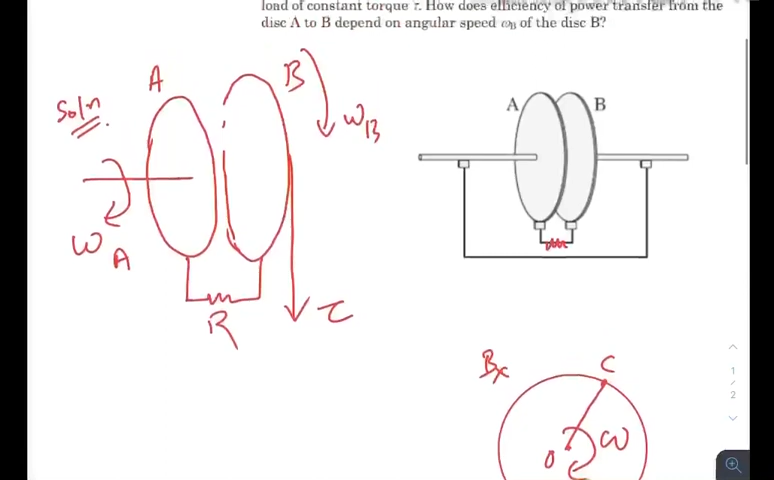 load of constant torque τ. How does efficiency of power transfer from the
disc A to B depend on angular speed ω_B of the disc B?
Soln.
A
B
ω_B
ω_A
R
τ
A
B
B_x
C
O
ω
1
/
2